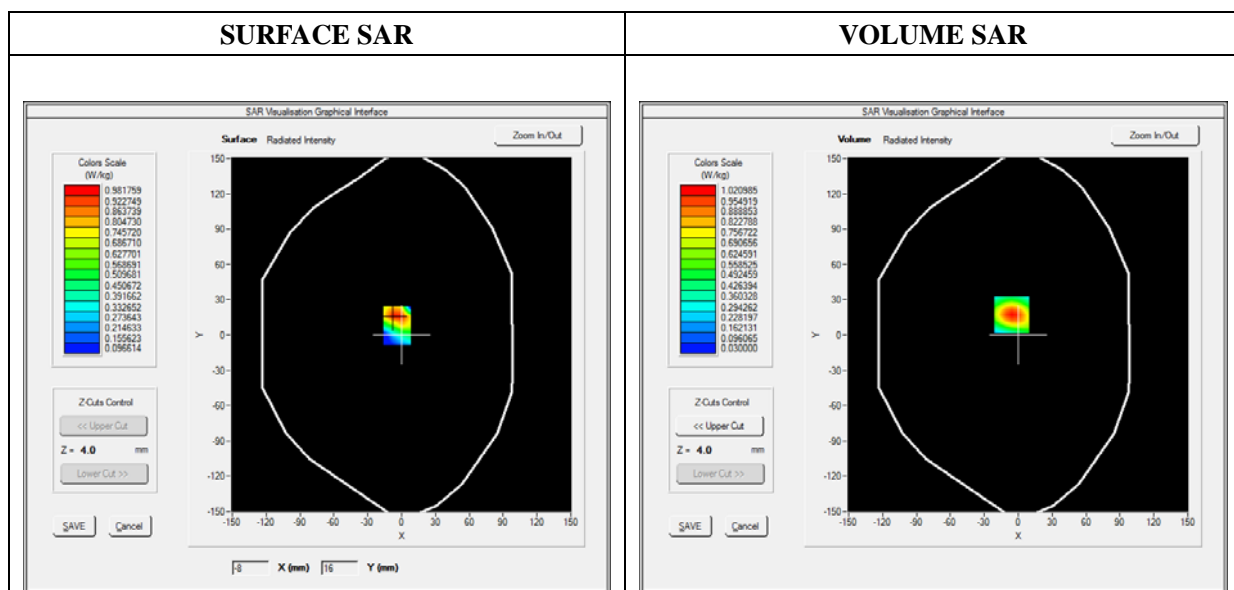 SURFACE SAR
VOLUME SAR
SAR Visualisation Graphical Interface
Surface Radiated Intensity
Zoom In/Out
Colors Scale
(W/kg)
0.981759
0.922749
0.863739
0.804730
0.745720
0.686710
0.627701
0.568691
0.509681
0.450672
0.391662
0.332652
0.273643
0.214633
0.155623
0.096614
Z-Cuts Control
<< Upper Cut
Z = 4.0 mm
Lower Cut >>
SAVE Cancel
150
120
90
60
30
0
-30
-60
-90
-120
-150
Y
-150 -120 -90 -60 -30 0 30 60 90 120 150
X
-8 X (mm) 16 Y (mm)
SAR Visualisation Graphical Interface
Volume Radiated Intensity
Zoom In/Out
Colors Scale
(W/kg)
1.020985
0.954919
0.888853
0.822788
0.756722
0.690656
0.624591
0.558525
0.492459
0.426394
0.360328
0.294262
0.228197
0.162131
0.096065
0.030000
Z-Cuts Control
<< Upper Cut
Z = 4.0 mm
Lower Cut >>
SAVE Cancel
150
120
90
60
30
0
-30
-60
-90
-120
-150
Y
-150 -120 -90 -60 -30 0 30 60 90 120 150
X